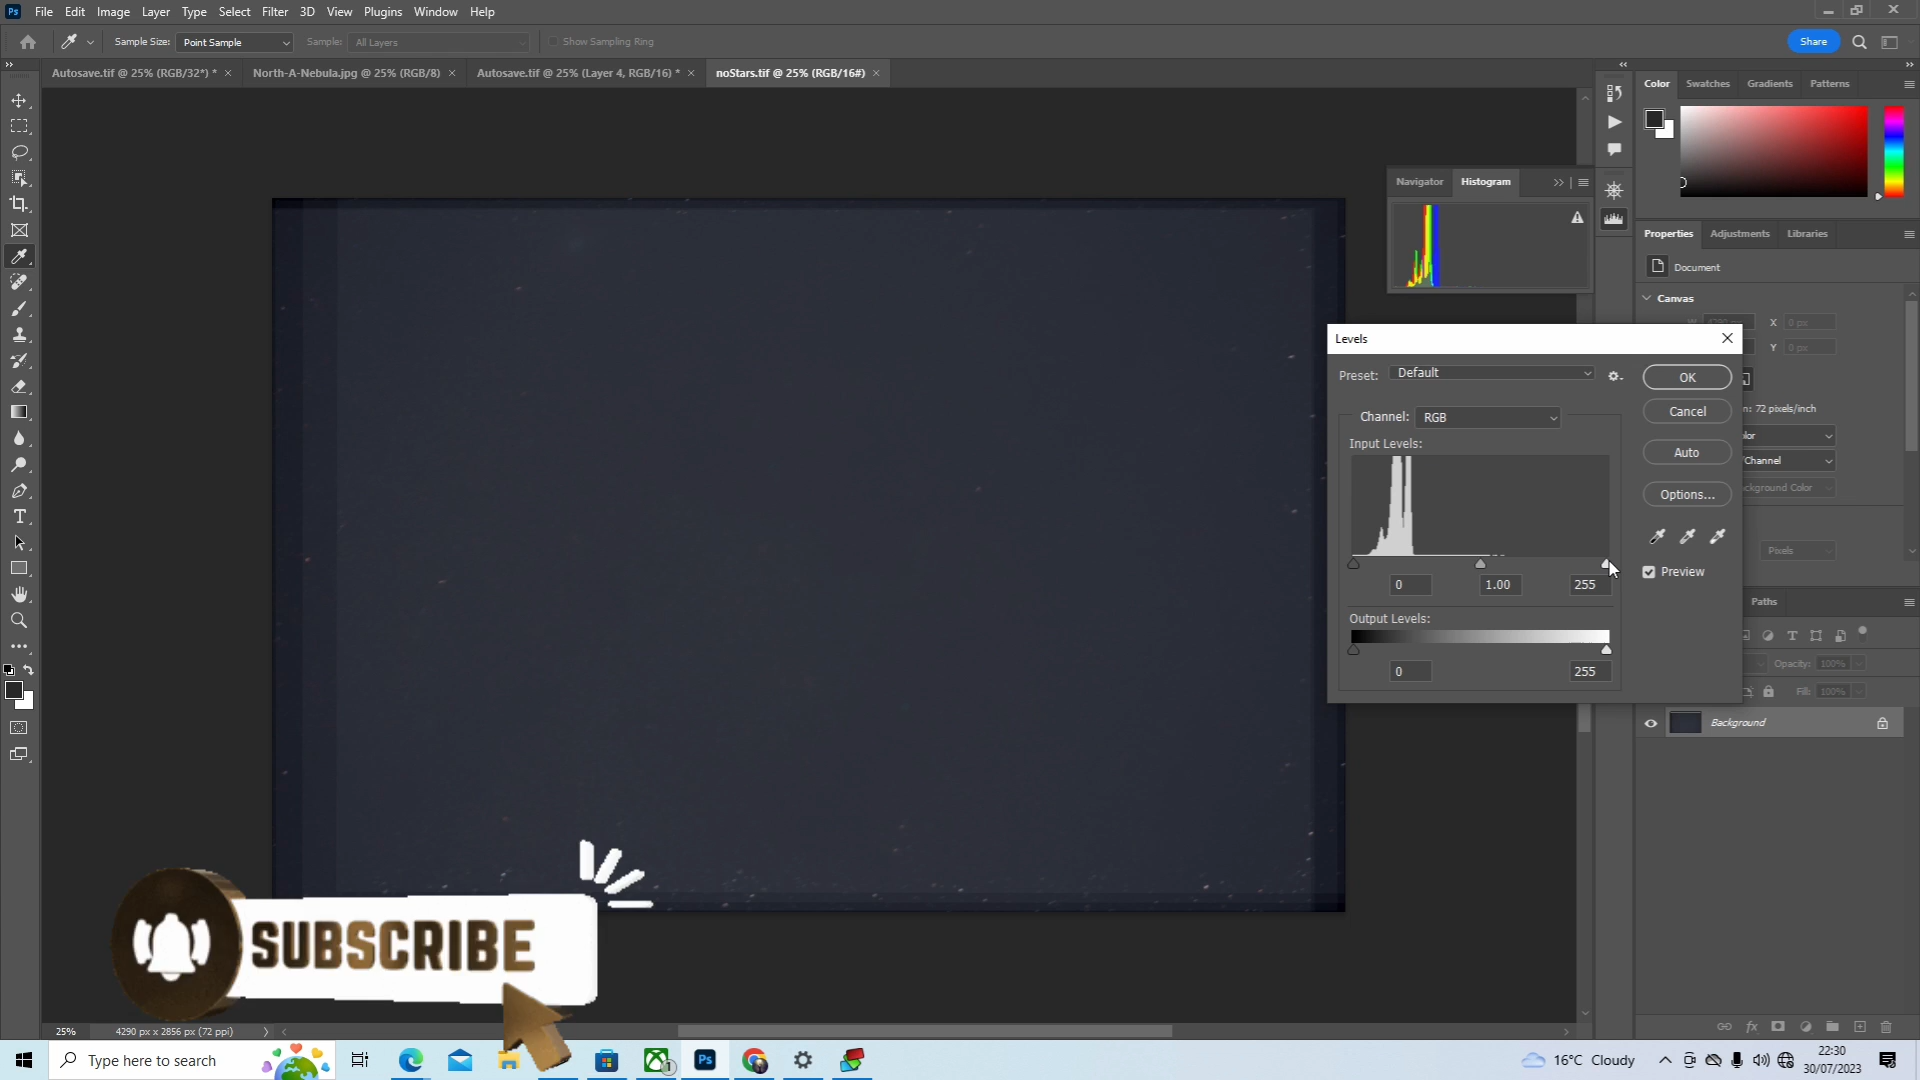 Ps File Edit Image Layer Type Select Filter 3D View Plugins Window Help
Sample Size: Point Sample Sample: All Layers Show Sampling Ring Share
Autosave.tif @ 25% (RGB/32*) * North-A-Nebula.jpg @ 25% (RGB/8) Autosave.tif @ 25% (Layer 4, RGB/16) * noStars.tif @ 25% (RGB/16#)
Color Swatches Gradients Patterns
Navigator Histogram
Properties Adjustments Libraries
Document
Canvas
X 0 px
Y 0 px
Levels
Preset: Default
OK
Cancel
Channel: RGB
Input Levels:
Auto
Options...
0 1.00 255
Preview
Output Levels:
0 255
72 pixels/inch
Pixels
Paths
Opacity: 100%
Fill: 100%
Background
SUBSCRIBE
25% 4290 px x 2856 px (72 ppi)
Type here to search
Ps
16°C Cloudy
22:30
30/07/2023